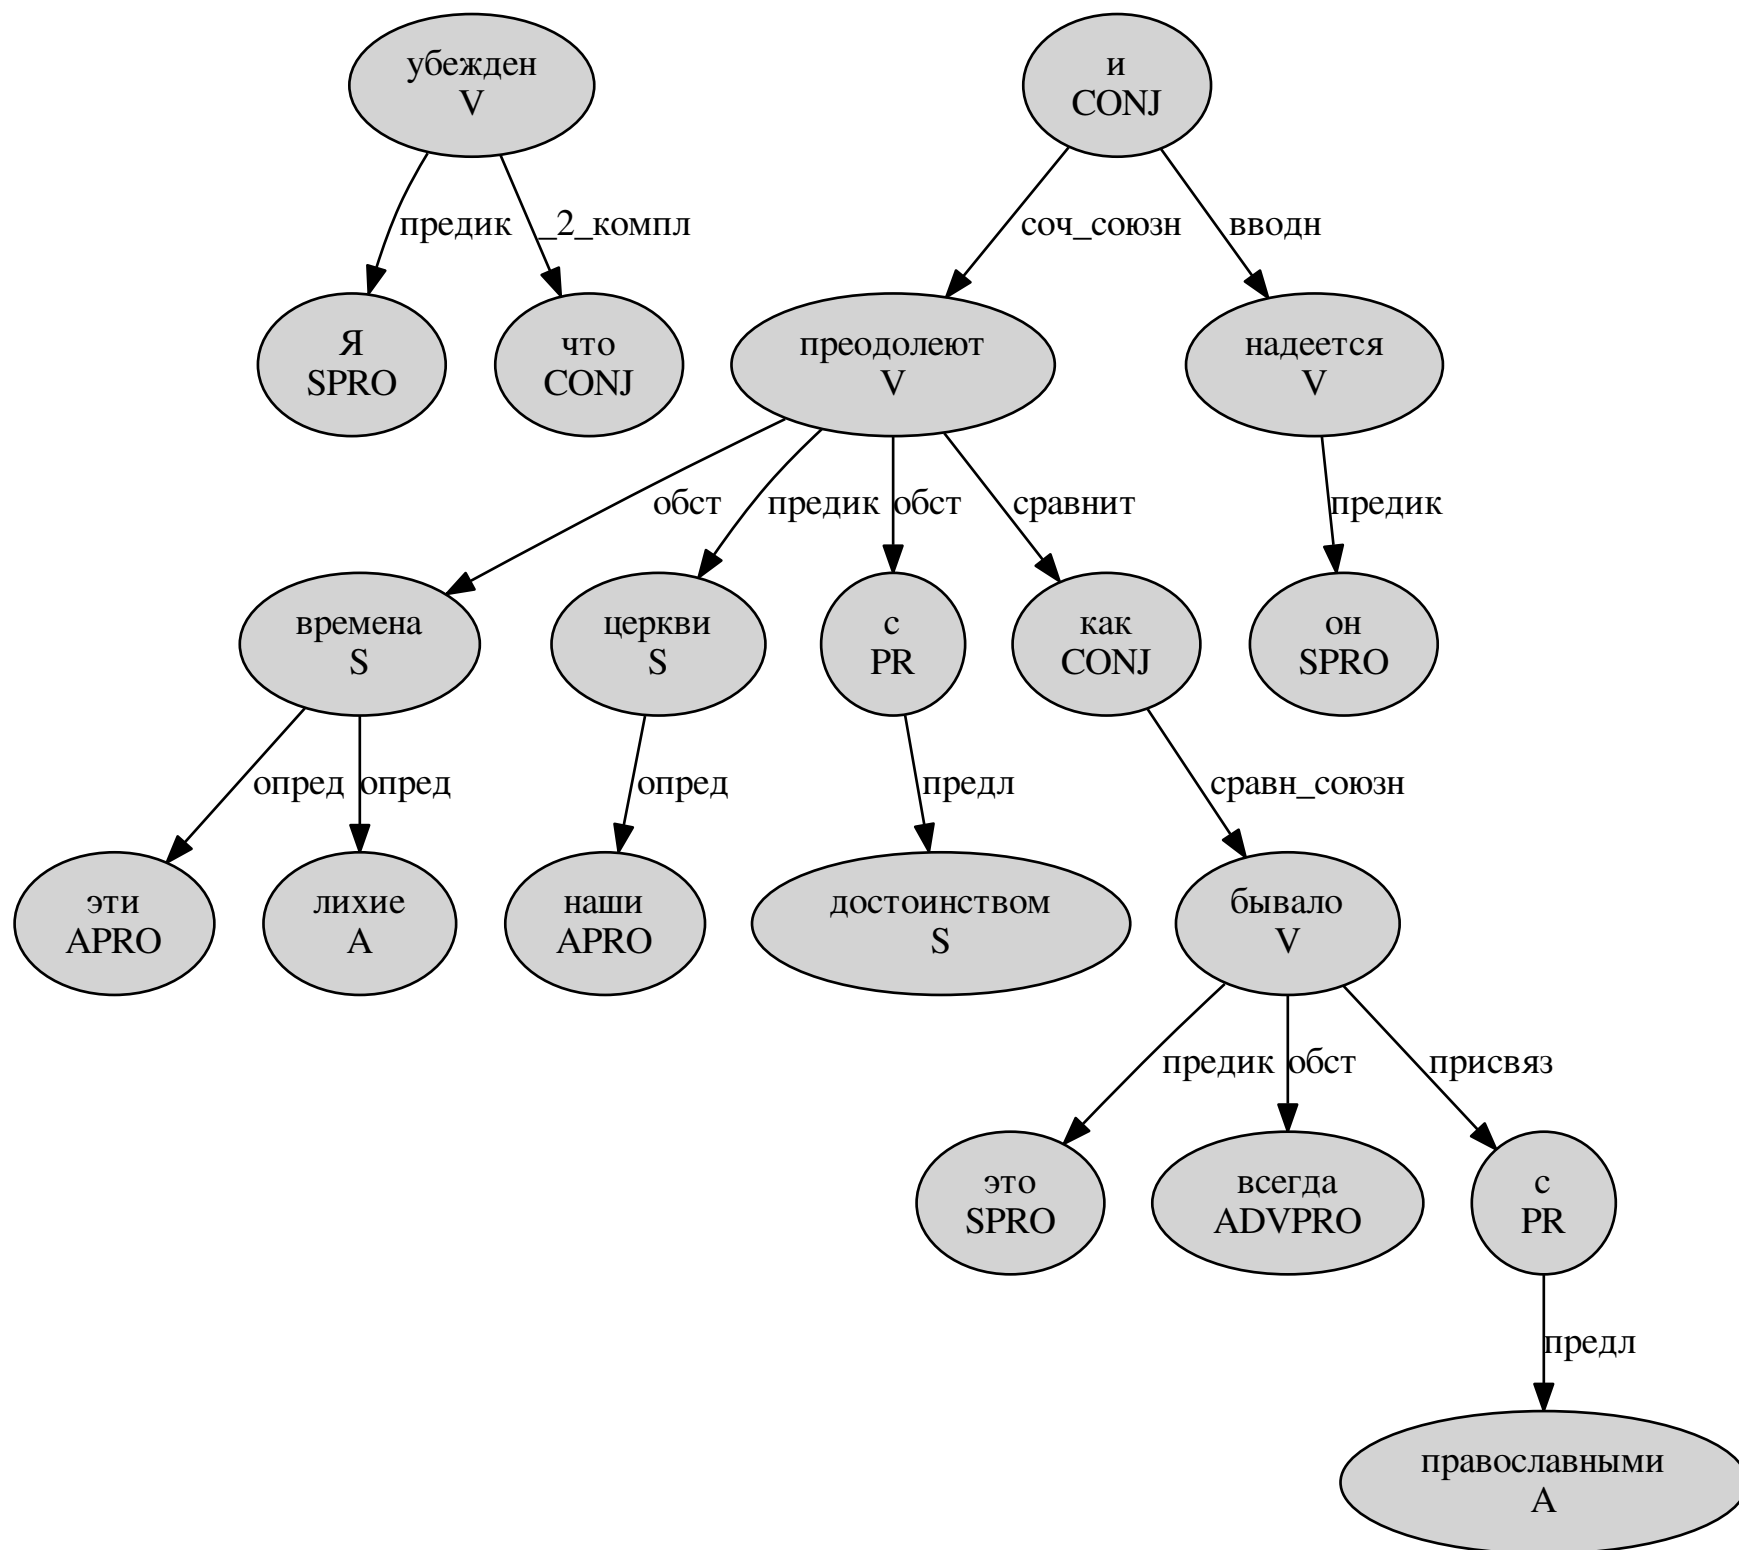 убежден
V
и
CONJ
предик
_2_компл
соч_союзн
вводн
Я
SPRO
что
CONJ
преодолеют
V
надеется
V
обст
предик
обст
сравнит
предик
времена
S
церкви
S
с
PR
как
CONJ
он
SPRO
опред
опред
опред
предл
сравн_союзн
эти
APRO
лихие
A
наши
APRO
достоинством
S
бывало
V
предик
обст
присвяз
это
SPRO
всегда
ADVPRO
с
PR
предл
православными
A